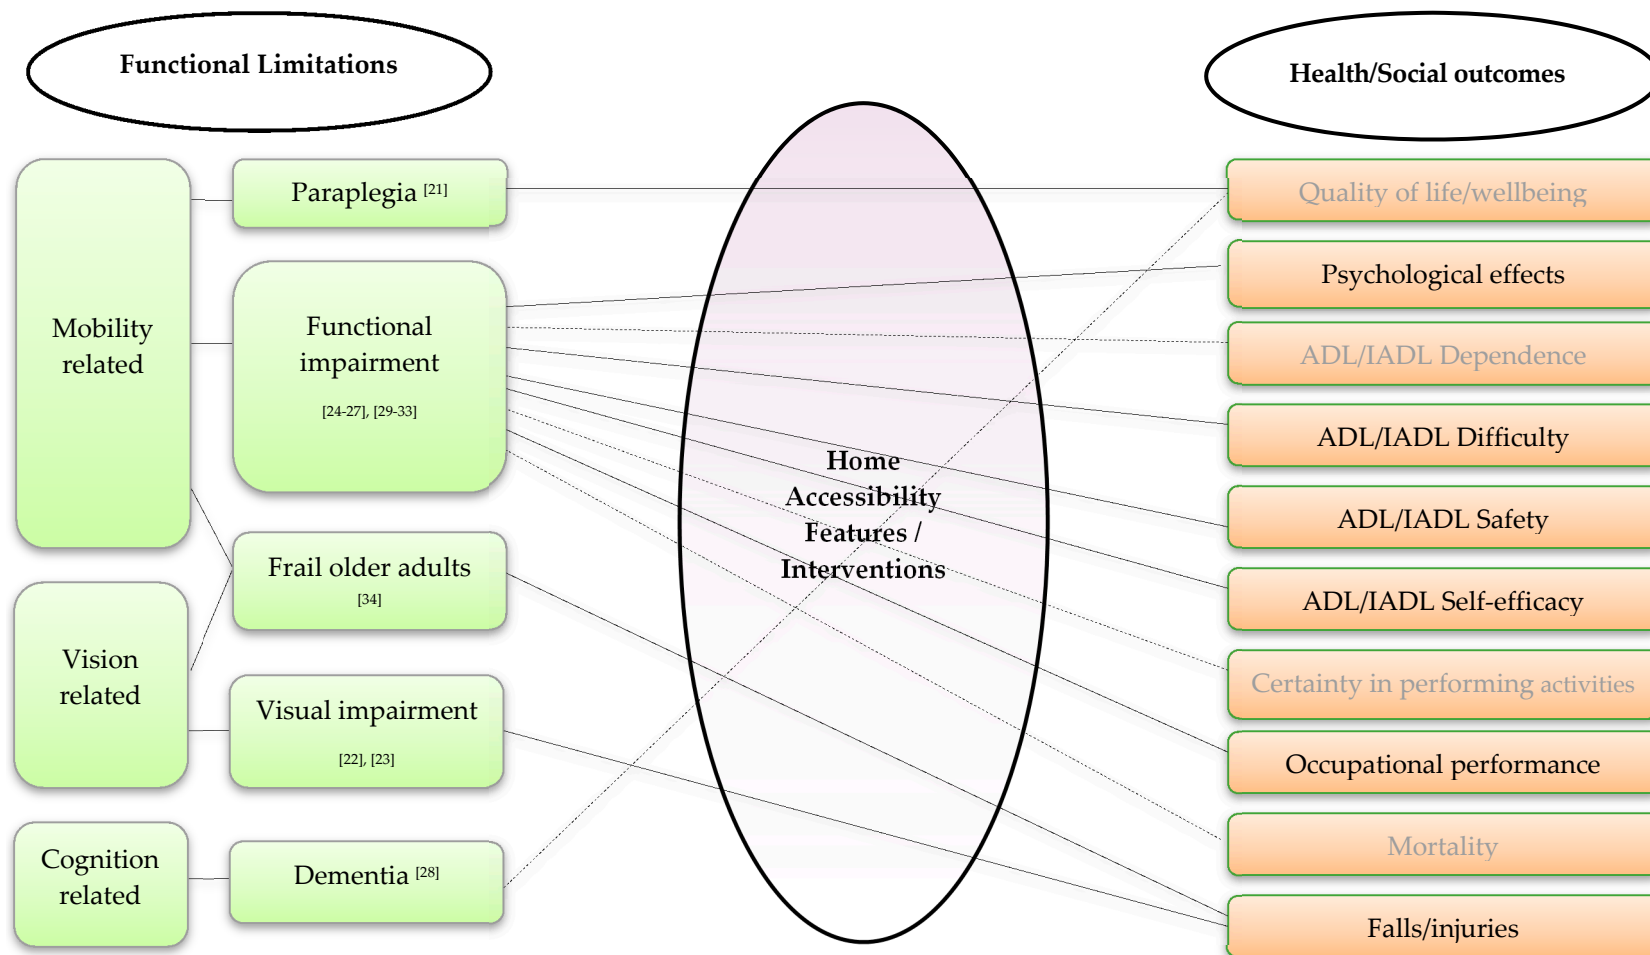 Functional Limitations
Health/Social outcomes
Mobility
related
Vision
related
Cognition
related
Paraplegia [21]
Functional
impairment
[24-27], [29-33]
Frail older adults
[34]
Visual impairment
[22], [23]
Dementia [28]
Home
Accessibility
Features /
Interventions
Quality of life/wellbeing
Psychological effects
ADL/IADL Dependence
ADL/IADL Difficulty
ADL/IADL Safety
ADL/IADL Self-efficacy
Certainty in performing activities
Occupational performance
Mortality
Falls/injuries